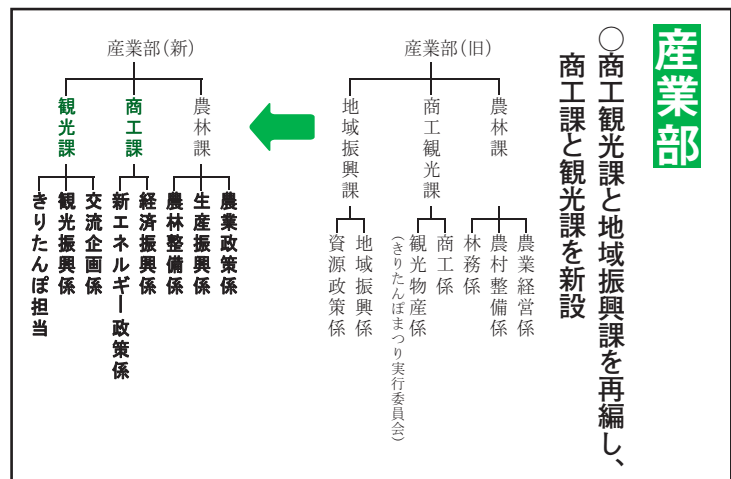 産業部
○商工観光課と地域振興課を再編し、
商工課と観光課を新設
産業部（旧）
農林課
農業経営係
農村整備係
林務係
商工観光課
商工係
観光物産係
（きりたんぽまつり実行委員会）
地域振興課
地域振興係
資源政策係
産業部（新）
農林課
農業政策係
生産振興係
農林整備係
商工課
経済振興係
新エネルギー政策係
観光課
交流企画係
観光振興係
きりたんぽ担当